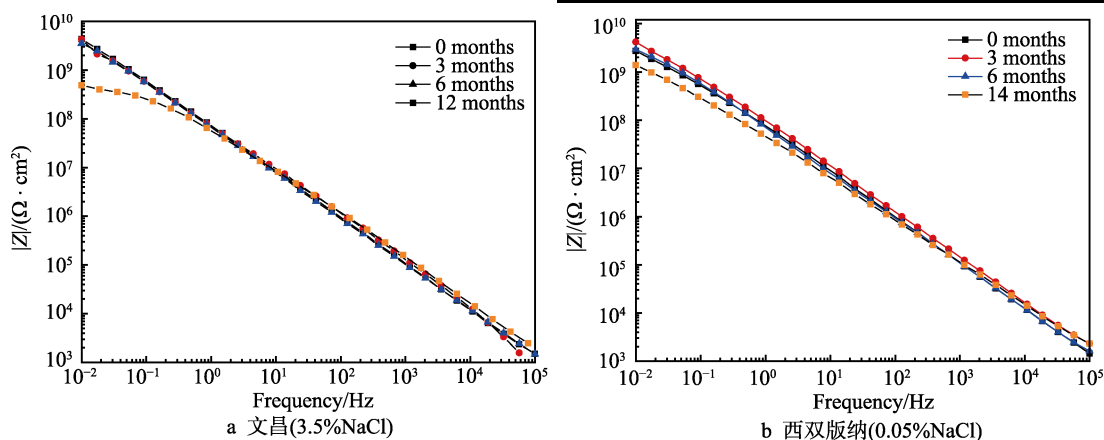 10¹⁰
10⁹
10⁸
10⁷
10⁶
10⁵
10⁴
10³
|Z|/(Ω · cm²)
0 months
3 months
6 months
12 months
10⁻² 10⁻¹ 10⁰ 10¹ 10² 10³ 10⁴ 10⁵
Frequency/Hz
a 文昌(3.5%NaCl)
10¹⁰
10⁹
10⁸
10⁷
10⁶
10⁵
10⁴
10³
|Z|/(Ω · cm²)
0 months
3 months
6 months
14 months
10⁻² 10⁻¹ 10⁰ 10¹ 10² 10³ 10⁴ 10⁵
Frequency/Hz
b 西双版纳(0.05%NaCl)